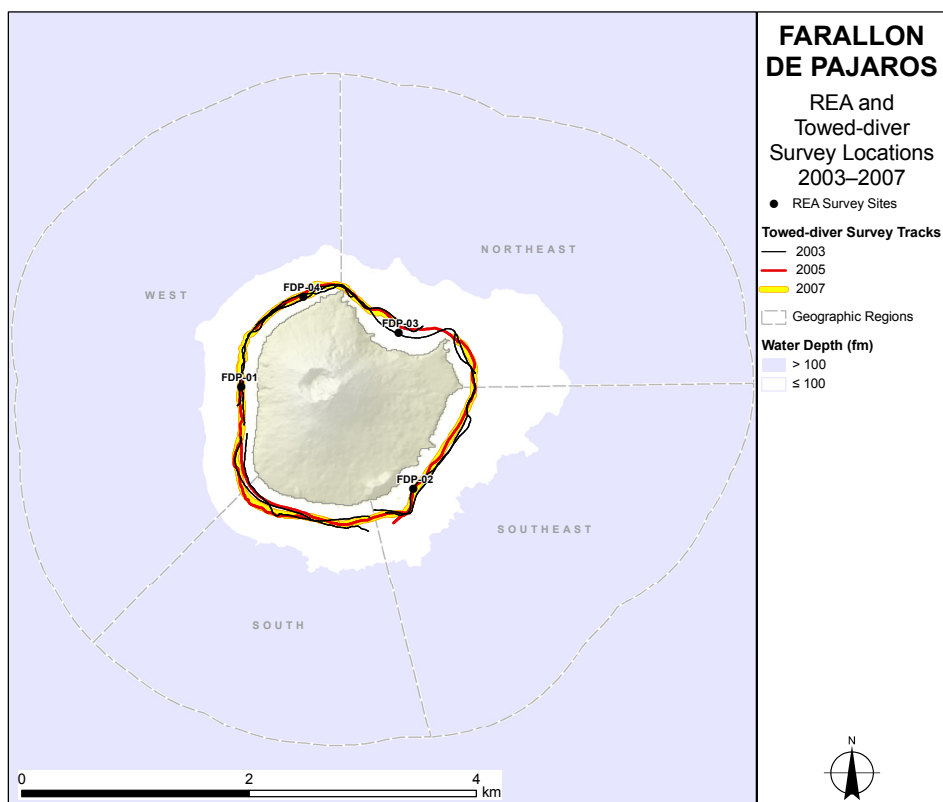 FARALLON
DE PAJAROS
REA and
Towed-diver
Survey Locations
2003–2007
REA Survey Sites
Towed-diver Survey Tracks
2003
2005
2007
Geographic Regions
Water Depth (fm)
> 100
≤ 100
NORTHEAST
WEST
FDP-04
FDP-03
FDP-01
FDP-02
SOUTHEAST
SOUTH
0 2 4
km
N